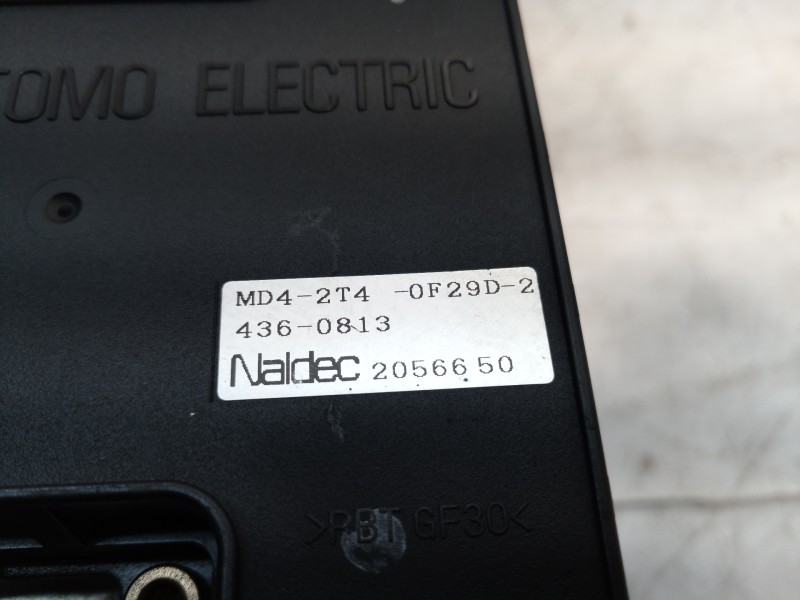 TOMO ELECTRIC
MD4-2T4 -0F29D-2
436-0813
Naldec 2056650
>PBT GF30<